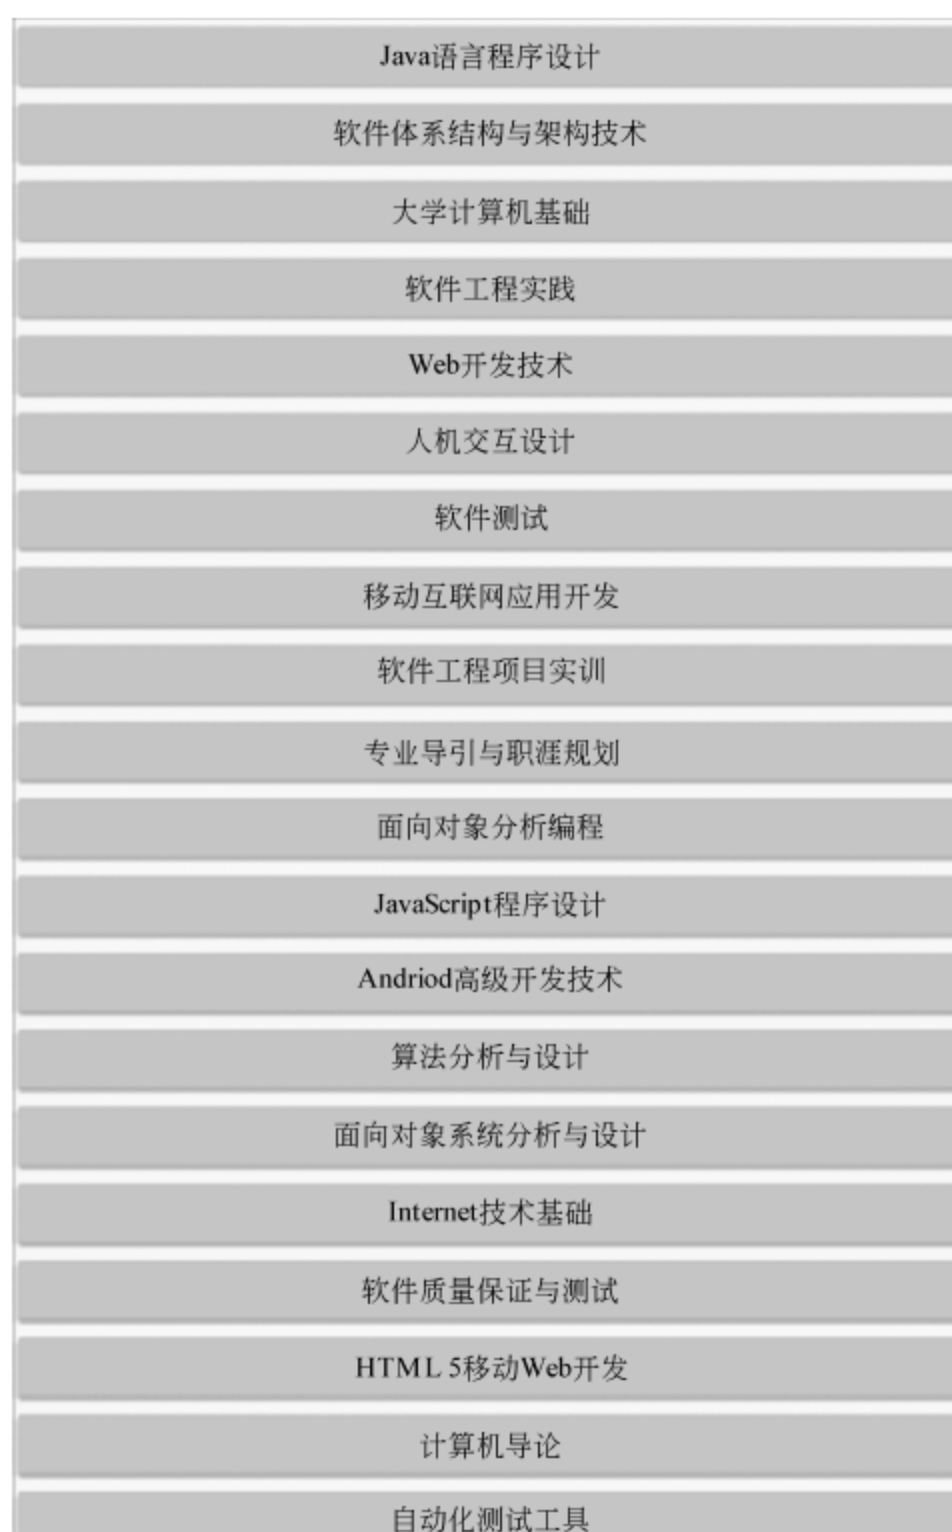 Java语言程序设计
软件体系结构与架构技术
大学计算机基础
软件工程实践
Web开发技术
人机交互设计
软件测试
移动互联网应用开发
软件工程项目实训
专业导引与职涯规划
面向对象分析编程
JavaScript程序设计
Andriod高级开发技术
算法分析与设计
面向对象系统分析与设计
Internet技术基础
软件质量保证与测试
HTML 5移动Web开发
计算机导论
自动化测试工具